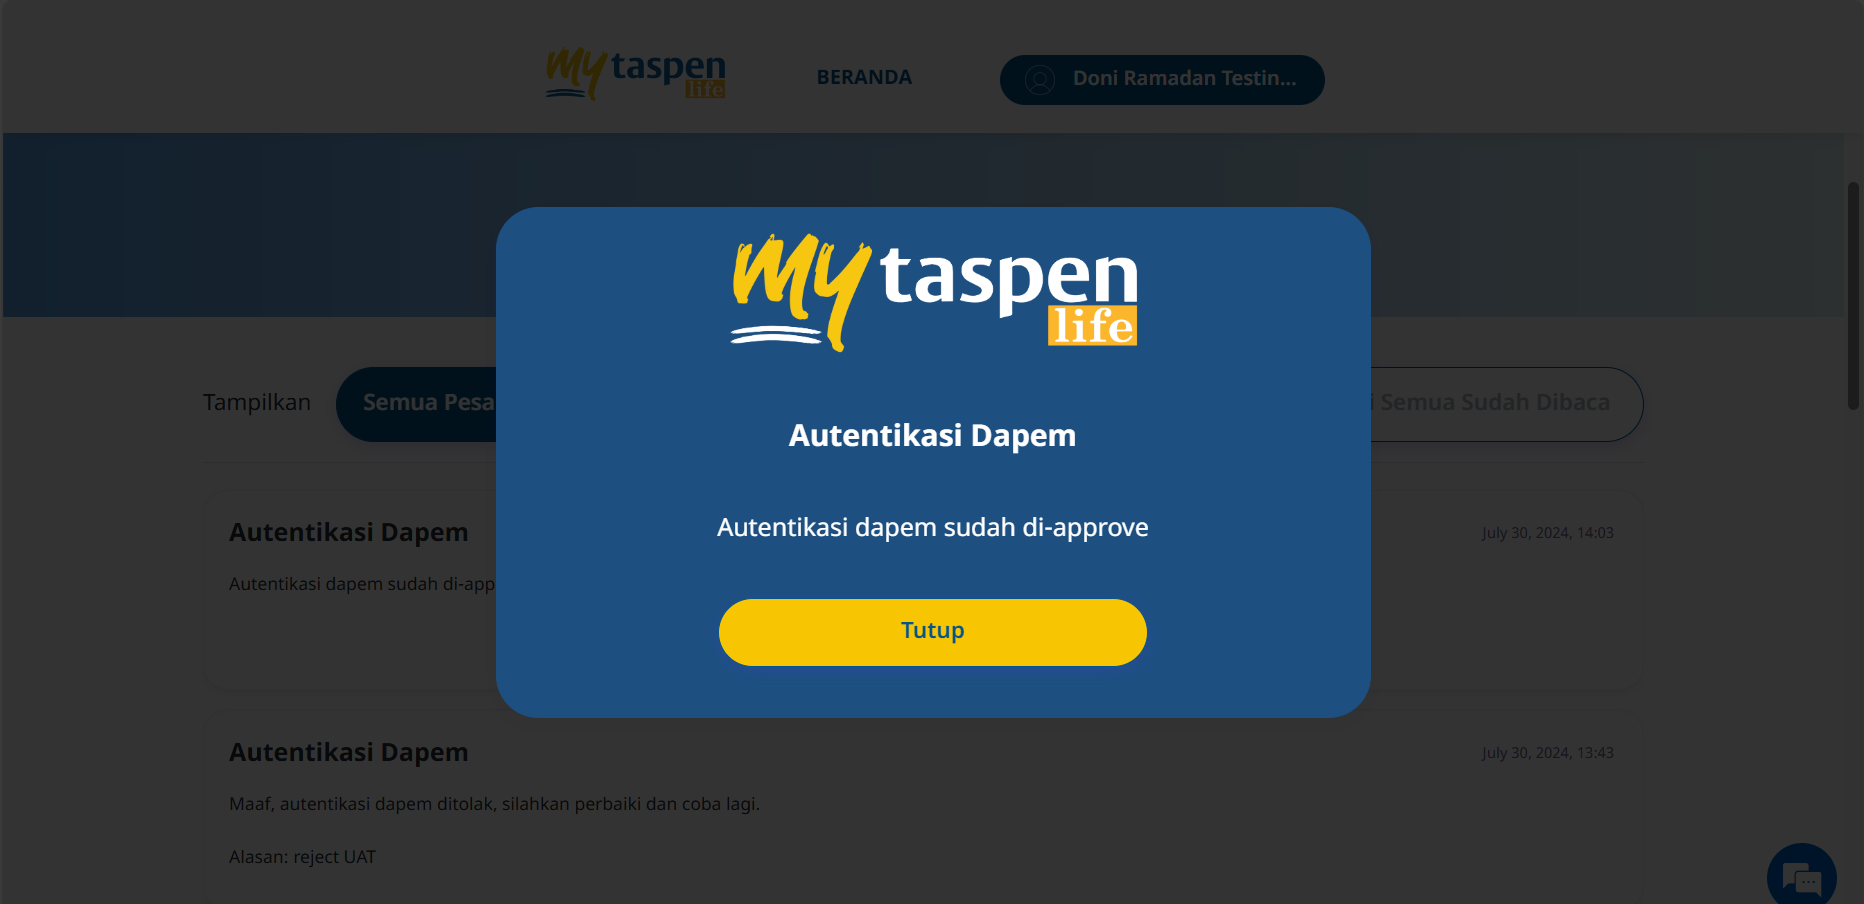 my taspen life
BERANDA
Doni Ramadan Testin...
my taspen
life
Autentikasi Dapem
Autentikasi dapem sudah di-approve
Tutup
Tampilkan
Semua Pesa
i Semua Sudah Dibaca
Autentikasi Dapem
July 30, 2024, 14:03
Autentikasi dapem sudah di-app
Autentikasi Dapem
July 30, 2024, 13:43
Maaf, autentikasi dapem ditolak, silahkan perbaiki dan coba lagi.
Alasan: reject UAT